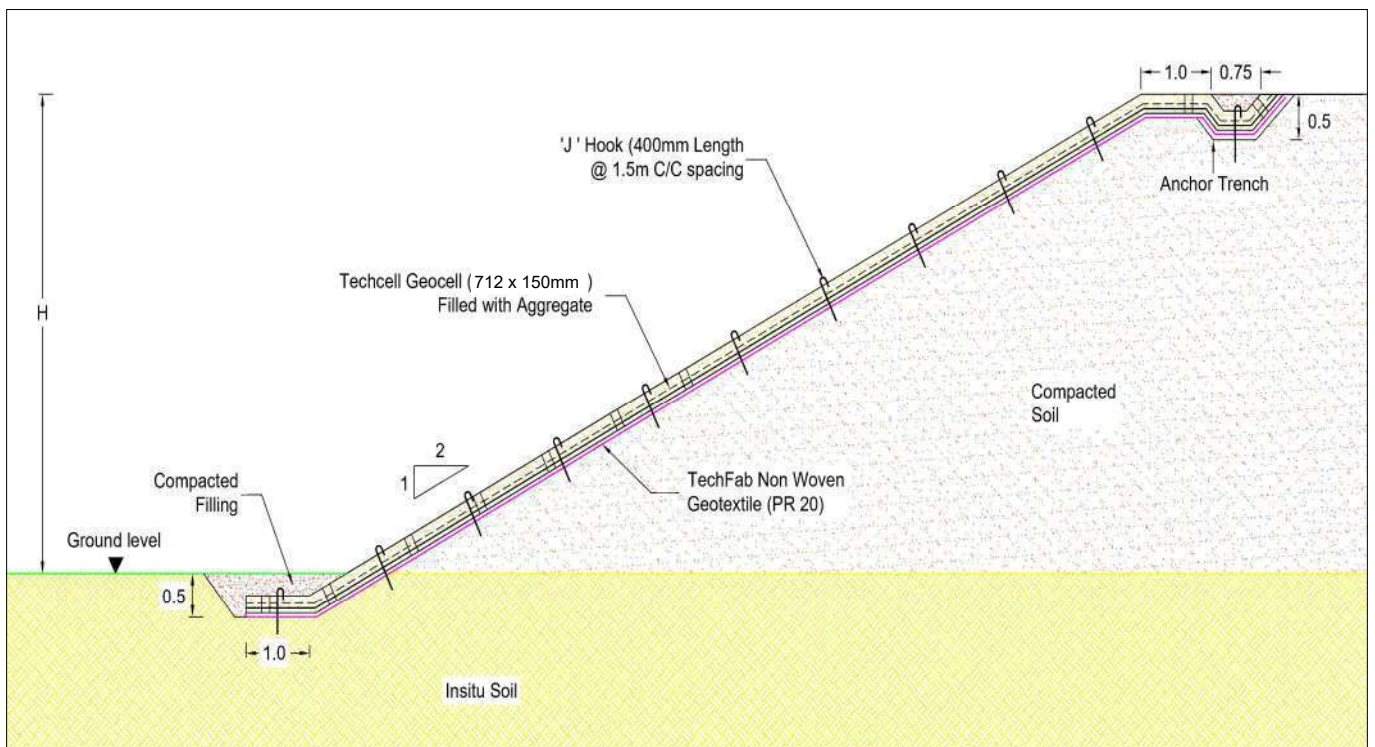 1.0
0.75
0.5
Anchor Trench
'J ' Hook (400mm Length
@ 1.5m C/C spacing
Techcell Geocell (712 x 150mm )
Filled with Aggregate
H
Compacted
Soil
2
1
TechFab Non Woven
Geotextile (PR 20)
Compacted
Filling
Ground level
0.5
1.0
Insitu Soil